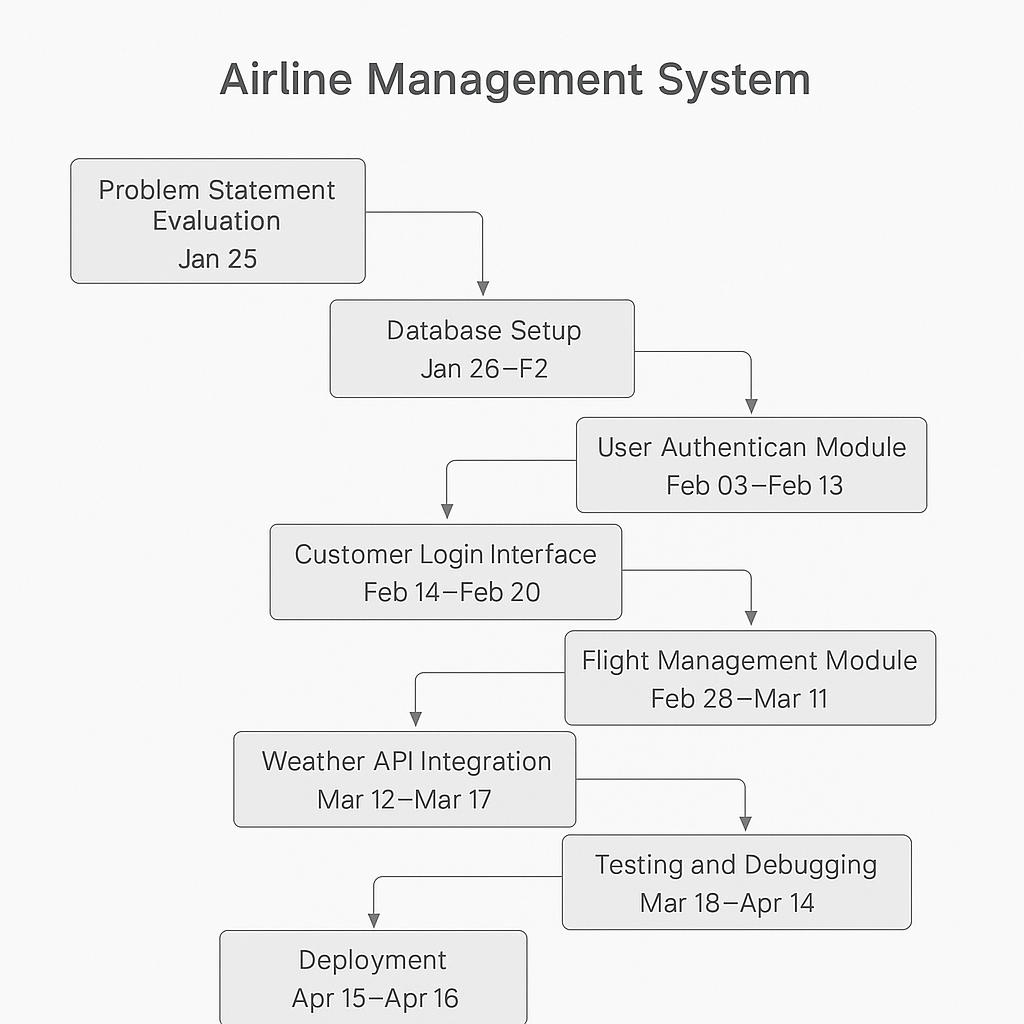 Airline Management System
Problem Statement
Evaluation
Jan 25
Database Setup
Jan 26–F2
User Authentican Module
Feb 03–Feb 13
Customer Login Interface
Feb 14–Feb 20
Flight Management Module
Feb 28–Mar 11
Weather API Integration
Mar 12–Mar 17
Testing and Debugging
Mar 18–Apr 14
Deployment
Apr 15–Apr 16